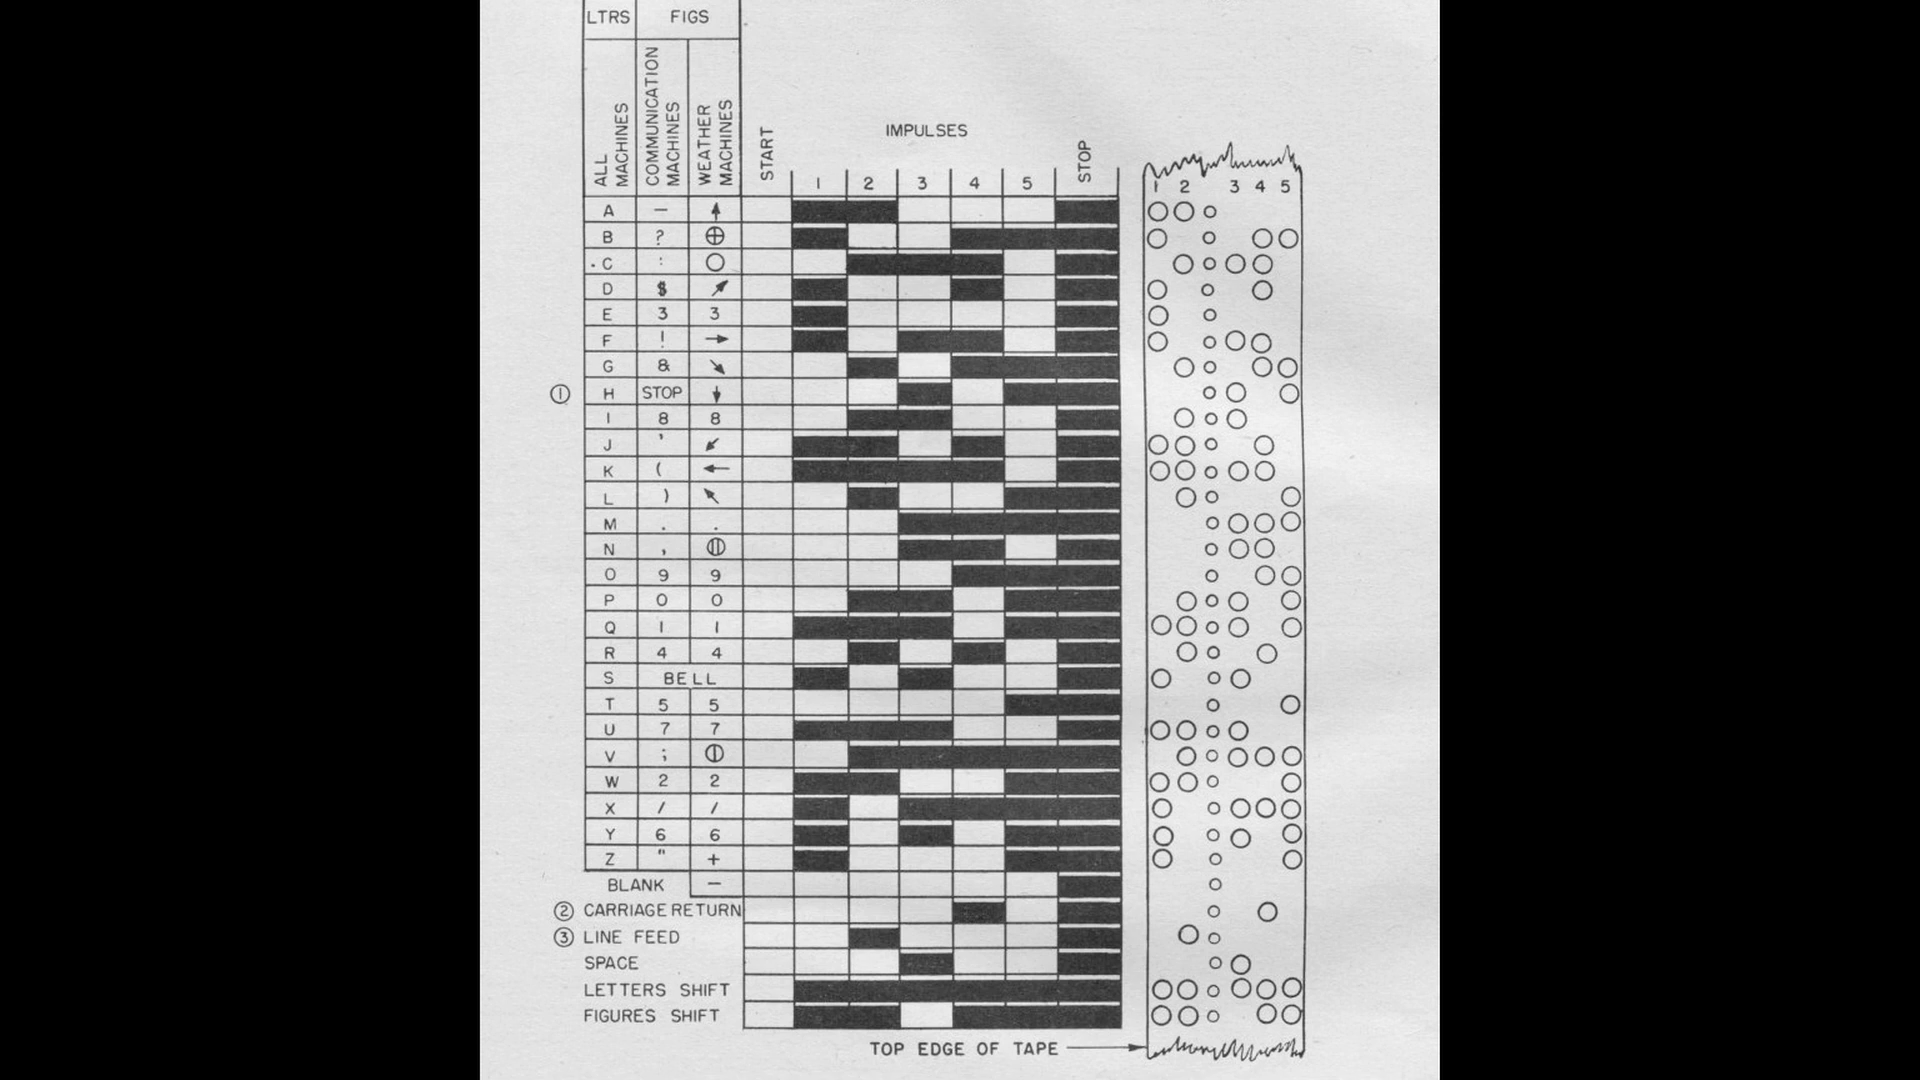 LTRS FIGS
ALL MACHINES COMMUNICATION MACHINES WEATHER MACHINES START IMPULSES STOP
1 2 3 4 5
1 2 3 4 5
A – ↑
B ? ⊕
C : ○
D $ ↗
E 3 3
F ! →
G & ↘
① H STOP ↓
I 8 8
J ' ↙
K ( ←
L ) ↖
M . .
N , ⦷
O 9 9
P 0 0
Q 1 1
R 4 4
S BELL
T 5 5
U 7 7
V ; ⦶
W 2 2
X / /
Y 6 6
Z " +
BLANK –
② CARRIAGE RETURN
③ LINE FEED
SPACE
LETTERS SHIFT
FIGURES SHIFT
TOP EDGE OF TAPE